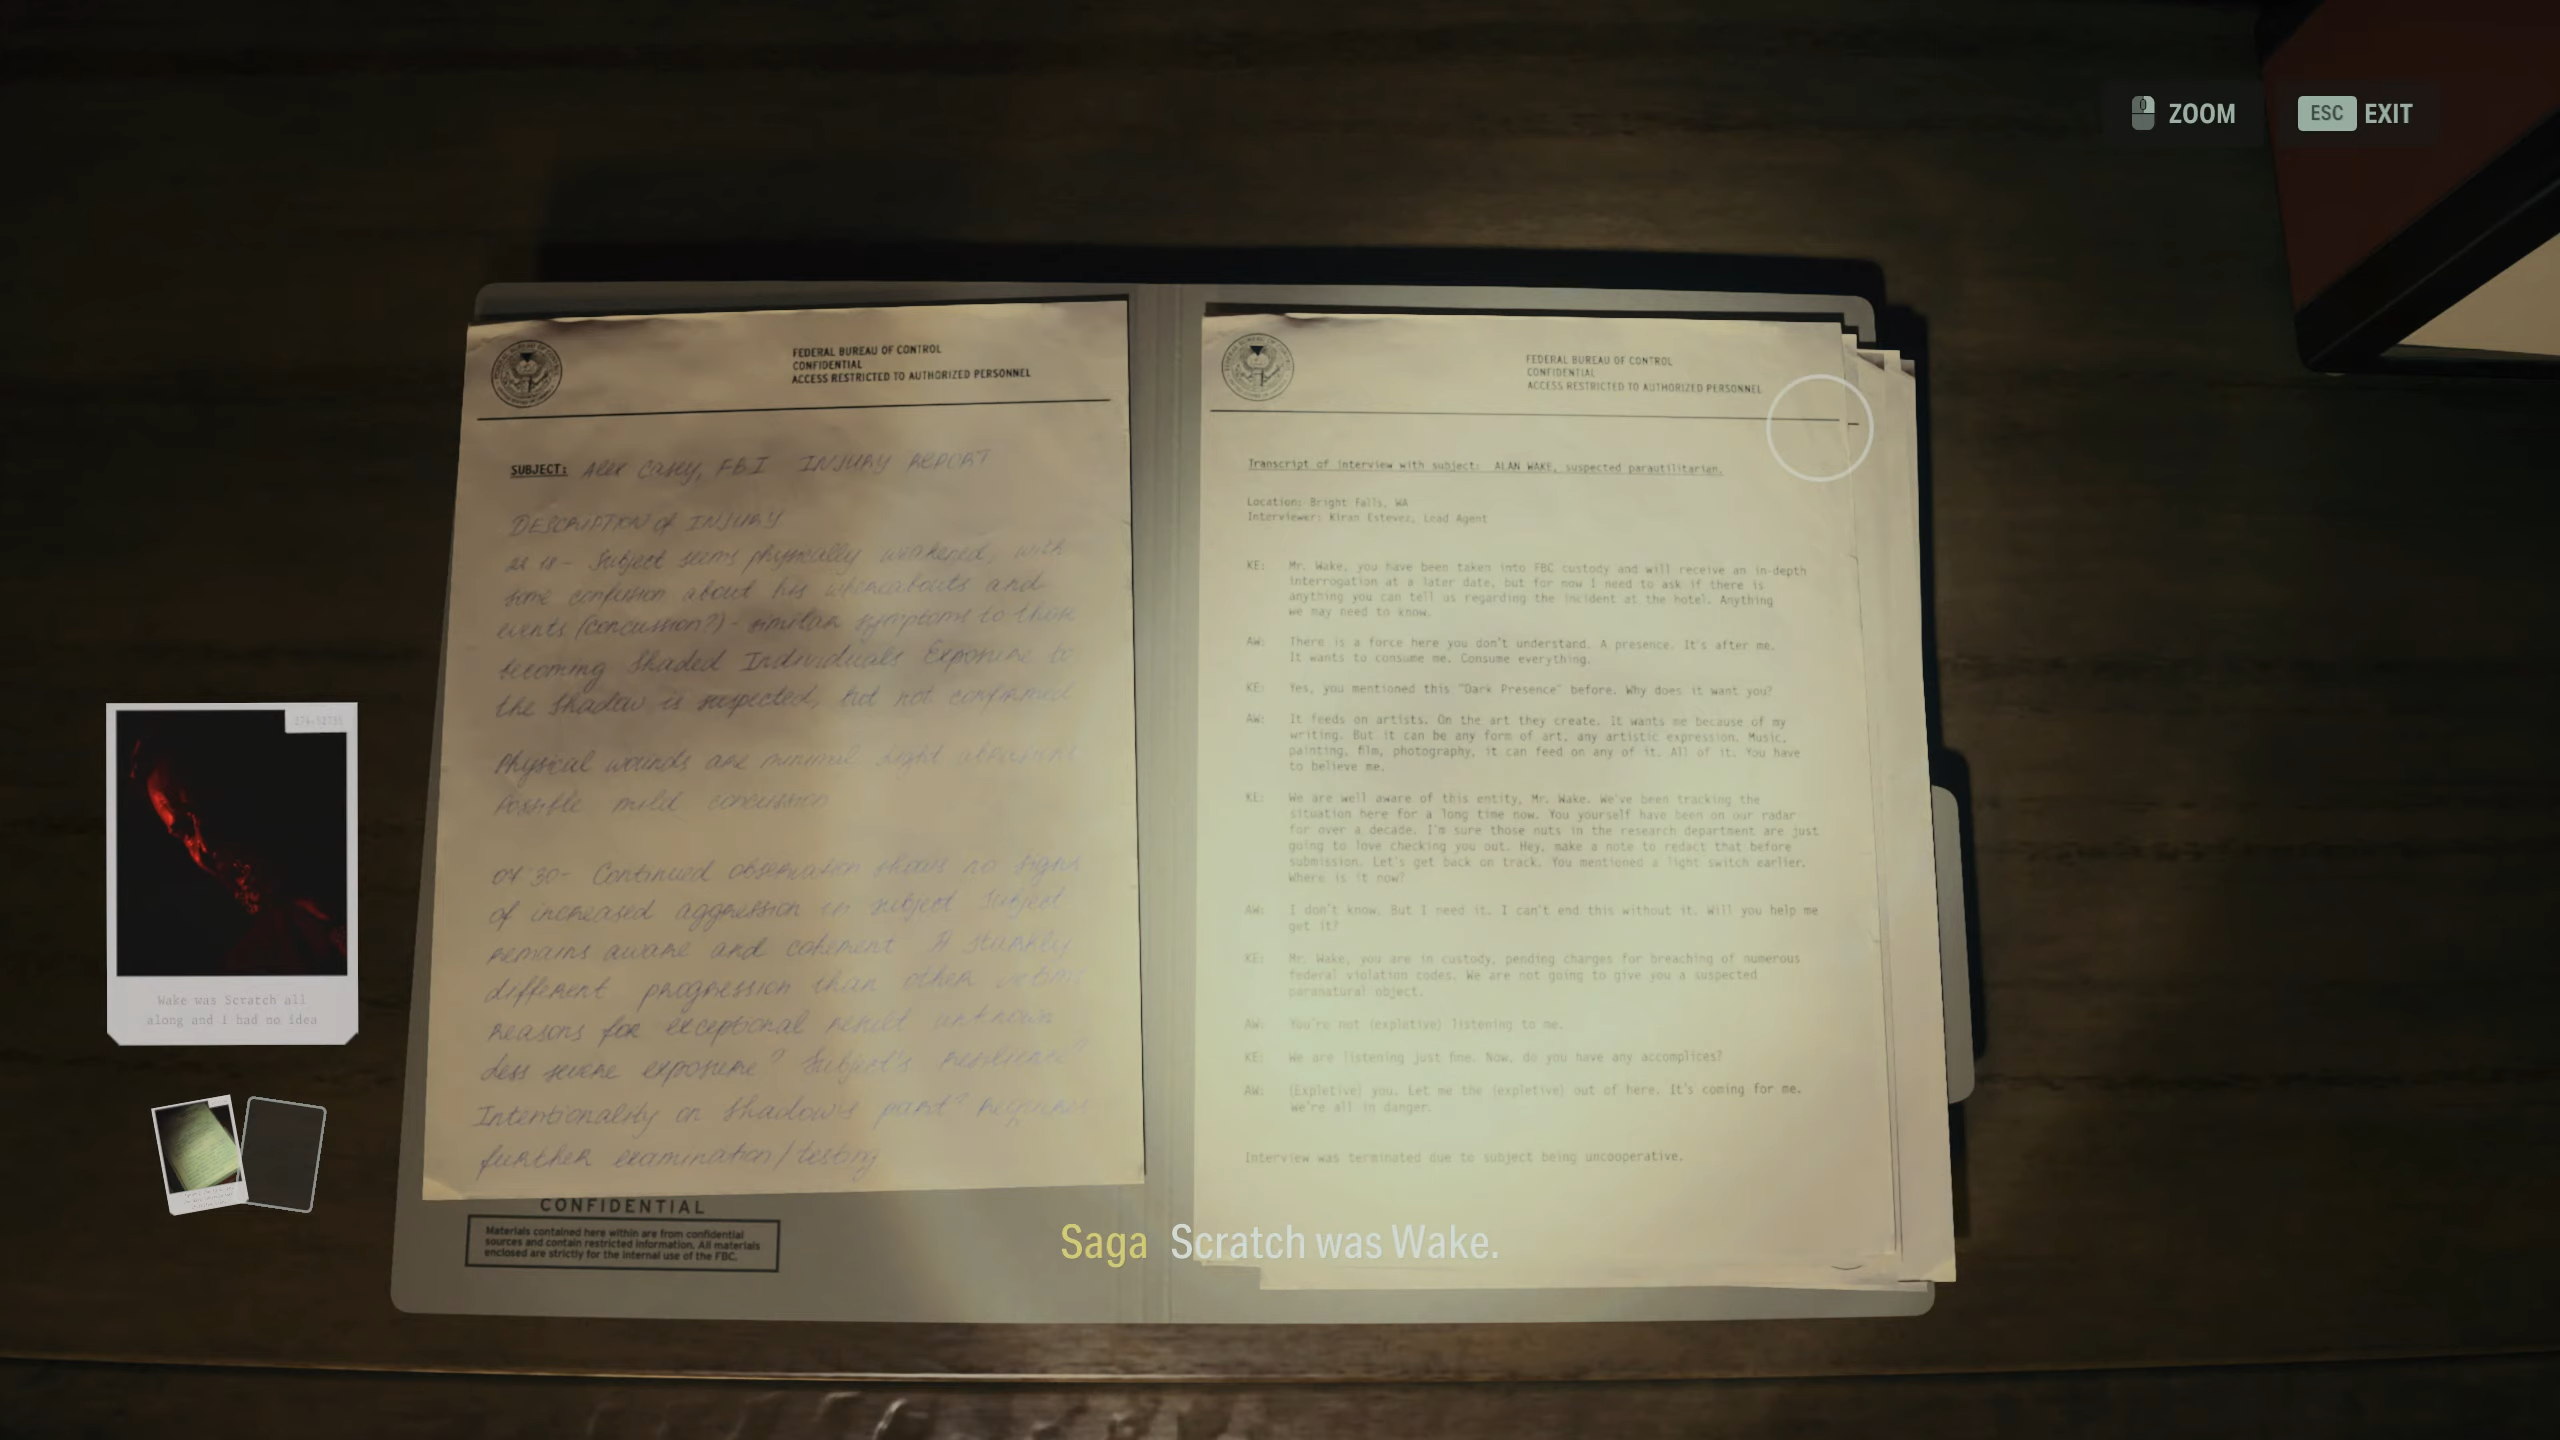 ZOOM
ESC EXIT
FEDERAL BUREAU OF CONTROL
CONFIDENTIAL
ACCESS RESTRICTED TO AUTHORIZED PERSONNEL
SUBJECT: Alex Casey, FBI INJURY REPORT
DESCRIPTION of INJURY
22 18 - Subject seems physically weakened, with
some confusion about his whereabouts and
events (concussion?) - similar symptoms to those
becoming Shaded Individuals Exposure to
the Shadow is suspected, but not confirmed
Physical wounds are minimal light abrasions
Possible mild concussion
04 30 - Continued observation shows no signs
of increased aggression in subject Subject
remains aware and coherent A starkly
different progression than other victims
Reasons for exceptional result unknown
Less severe exposure? Subject's resilience?
Intentionality on Shadow's part? Requires
further examination/testing
CONFIDENTIAL
Materials contained here within are from confidential
sources and contain restricted information. All materials
enclosed are strictly for the internal use of the FBC.
FEDERAL BUREAU OF CONTROL
CONFIDENTIAL
ACCESS RESTRICTED TO AUTHORIZED PERSONNEL
Transcript of interview with subject: ALAN WAKE, suspected parautilitarian.
Location: Bright Falls, WA
Interviewer: Kiran Estevez, Lead Agent
KE: Mr. Wake, you have been taken into FBC custody and will receive an in-depth
interrogation at a later date, but for now I need to ask if there is
anything you can tell us regarding the incident at the hotel. Anything
we may need to know.
AW: There is a force here you don't understand. A presence. It's after me.
It wants to consume me. Consume everything.
KE: Yes, you mentioned this "Dark Presence" before. Why does it want you?
AW: It feeds on artists. On the art they create. It wants me because of my
writing. But it can be any form of art, any artistic expression. Music,
painting, film, photography, it can feed on any of it. All of it. You have
to believe me.
KE: We are well aware of this entity, Mr. Wake. We've been tracking the
situation here for a long time now. You yourself have been on our radar
for over a decade. I'm sure those nuts in the research department are just
going to love checking you out. Hey, make a note to redact that before
submission. Let's get back on track. You mentioned a light switch earlier.
Where is it now?
AW: I don't know. But I need it. I can't end this without it. Will you help me
get it?
KE: Mr. Wake, you are in custody, pending charges for breaching of numerous
federal violation codes. We are not going to give you a suspected
paranatural object.
AW: You're not (expletive) listening to me.
KE: We are listening just fine. Now, do you have any accomplices?
AW: (Expletive) you. Let me the (expletive) out of here. It's coming for me.
We're all in danger.
Interview was terminated due to subject being uncooperative.
Wake was Scratch all
along and i had no idea
Saga Scratch was Wake.